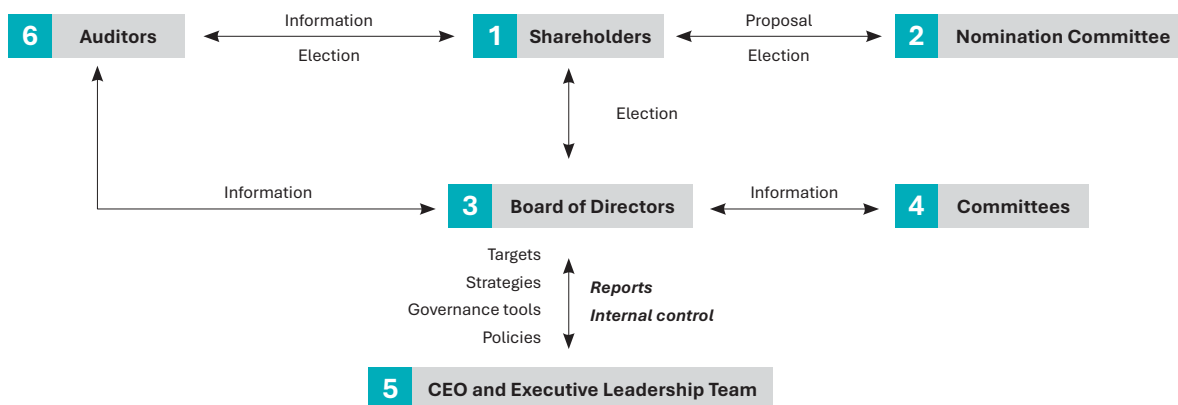 6 Auditors
Information
Election
1 Shareholders
Proposal
Election
2 Nomination Committee
Election
Information
3 Board of Directors
Information
4 Committees
Targets
Strategies
Governance tools
Policies
Reports
Internal control
5 CEO and Executive Leadership Team